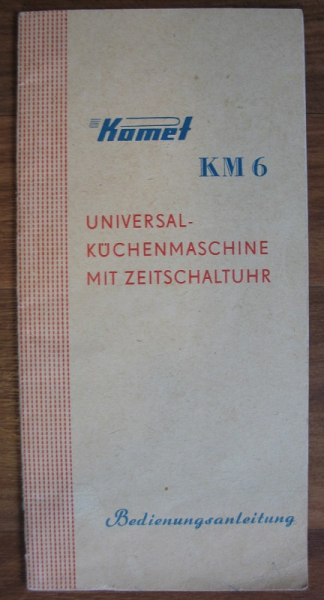 Komet
KM 6
UNIVERSAL-
KÜCHENMASCHINE
MIT ZEITSCHALTUHR
Bedienungsanleitung